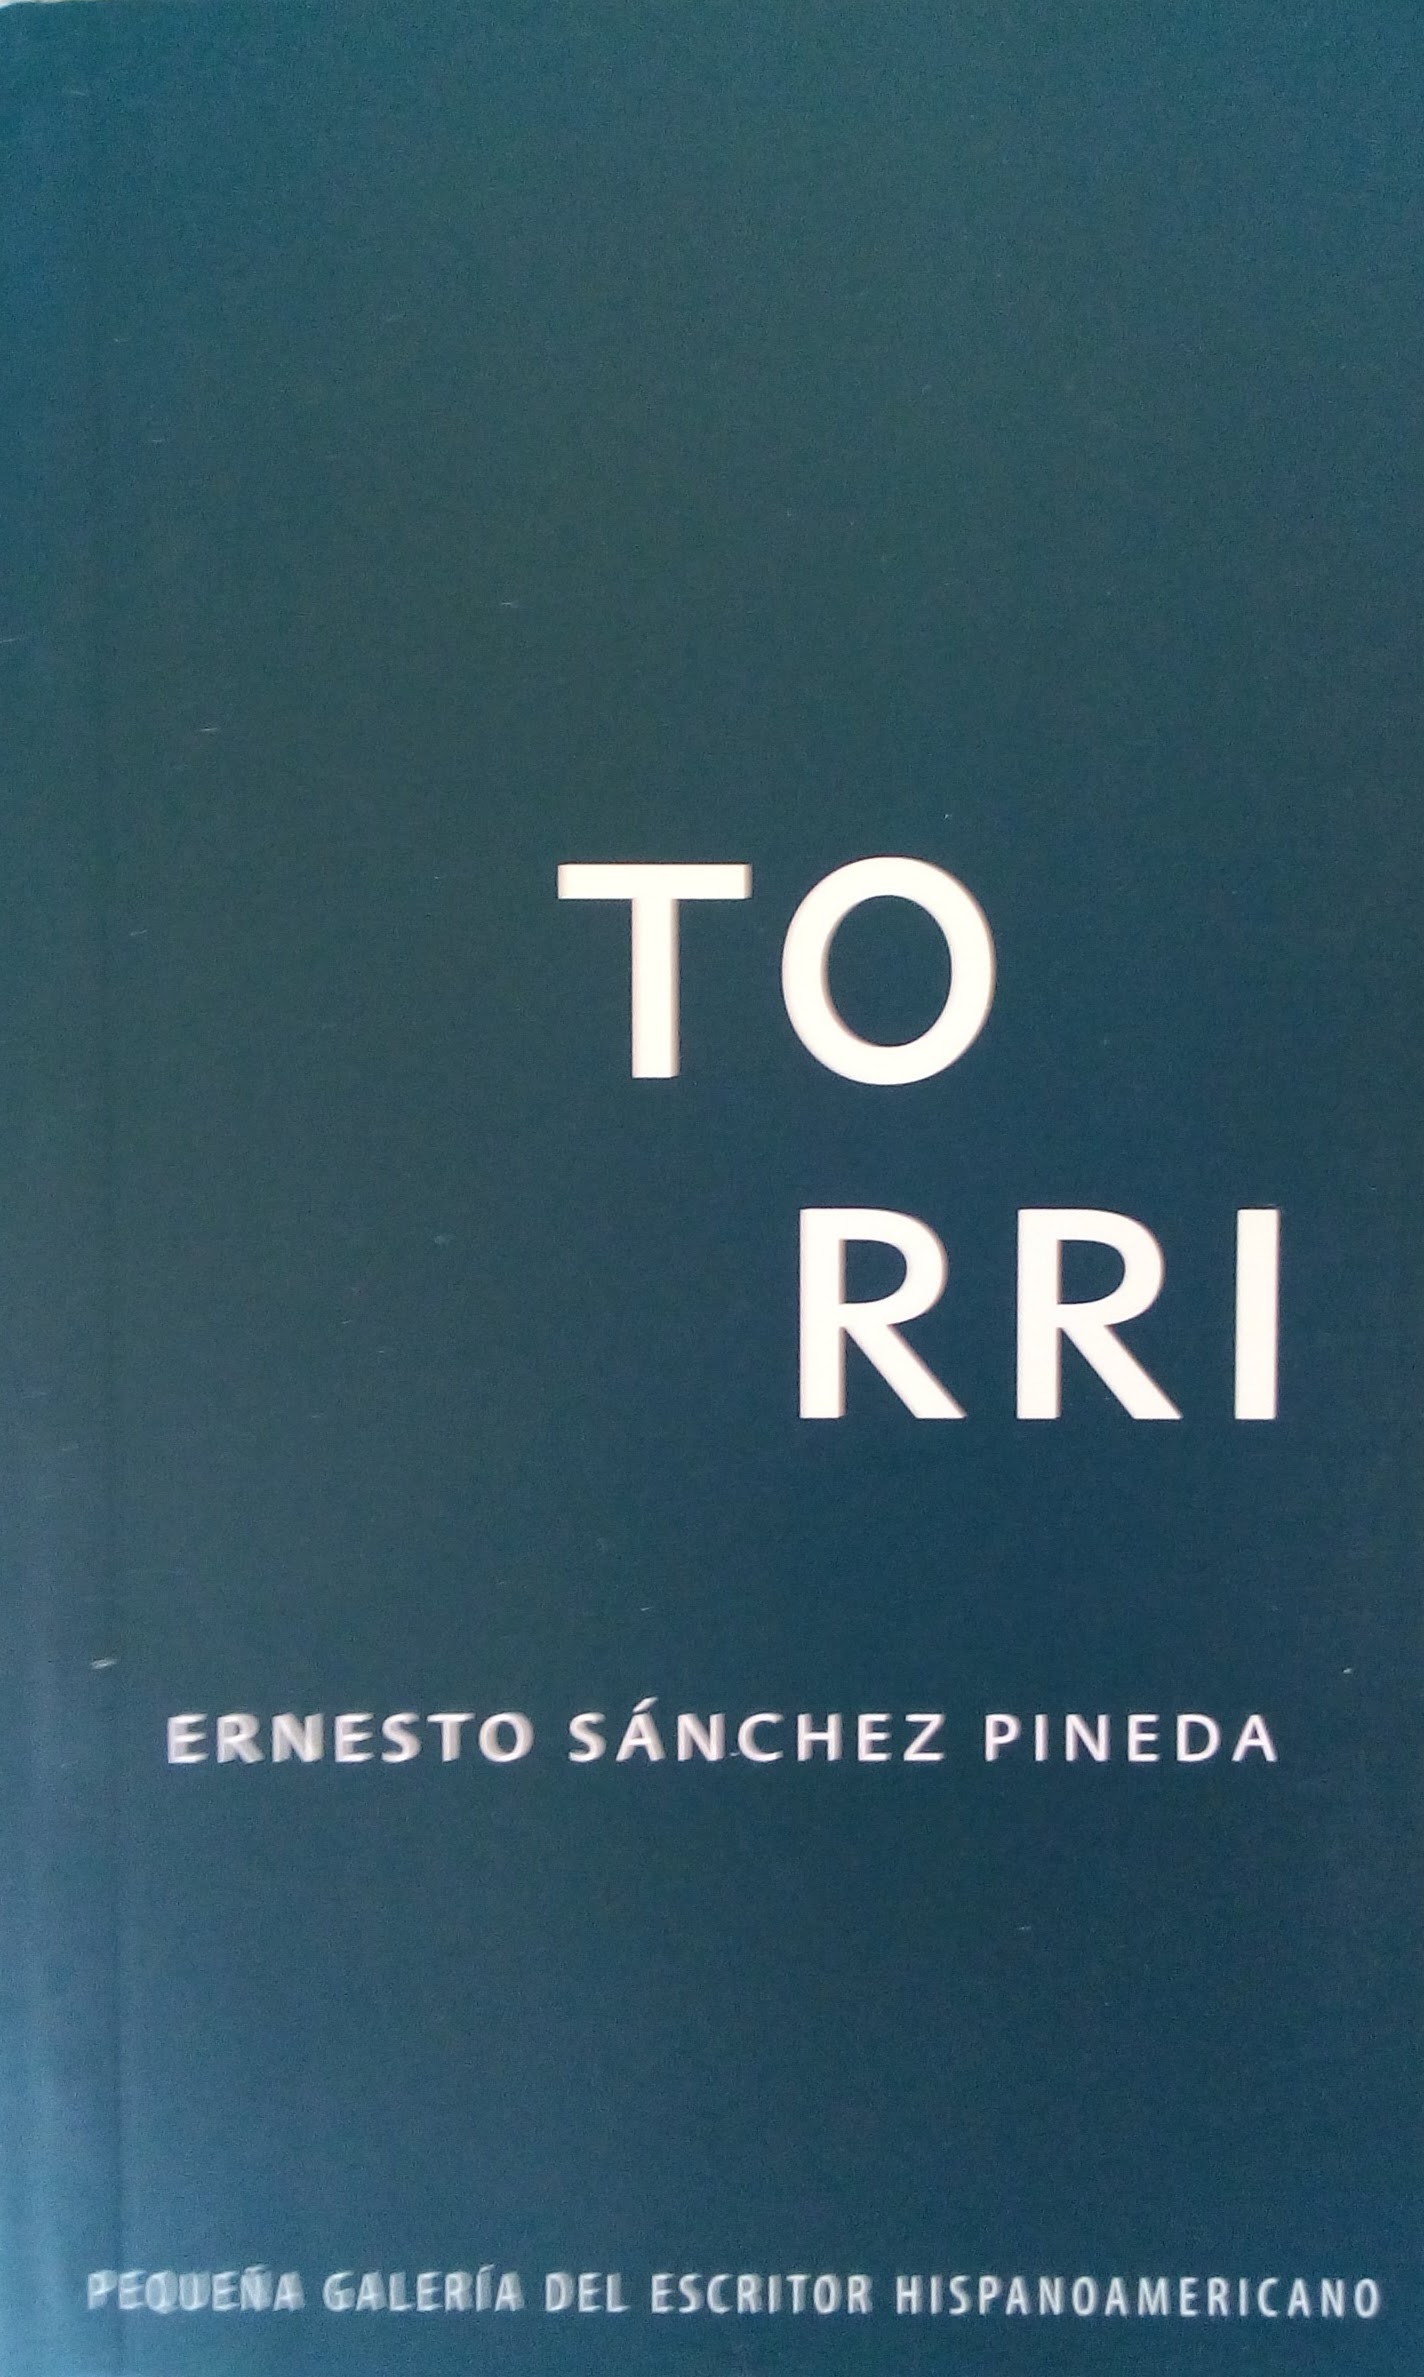 TO
RRI
ERNESTO SÁNCHEZ PINEDA
PEQUEÑA GALERÍA DEL ESCRITOR HISPANOAMERICANO